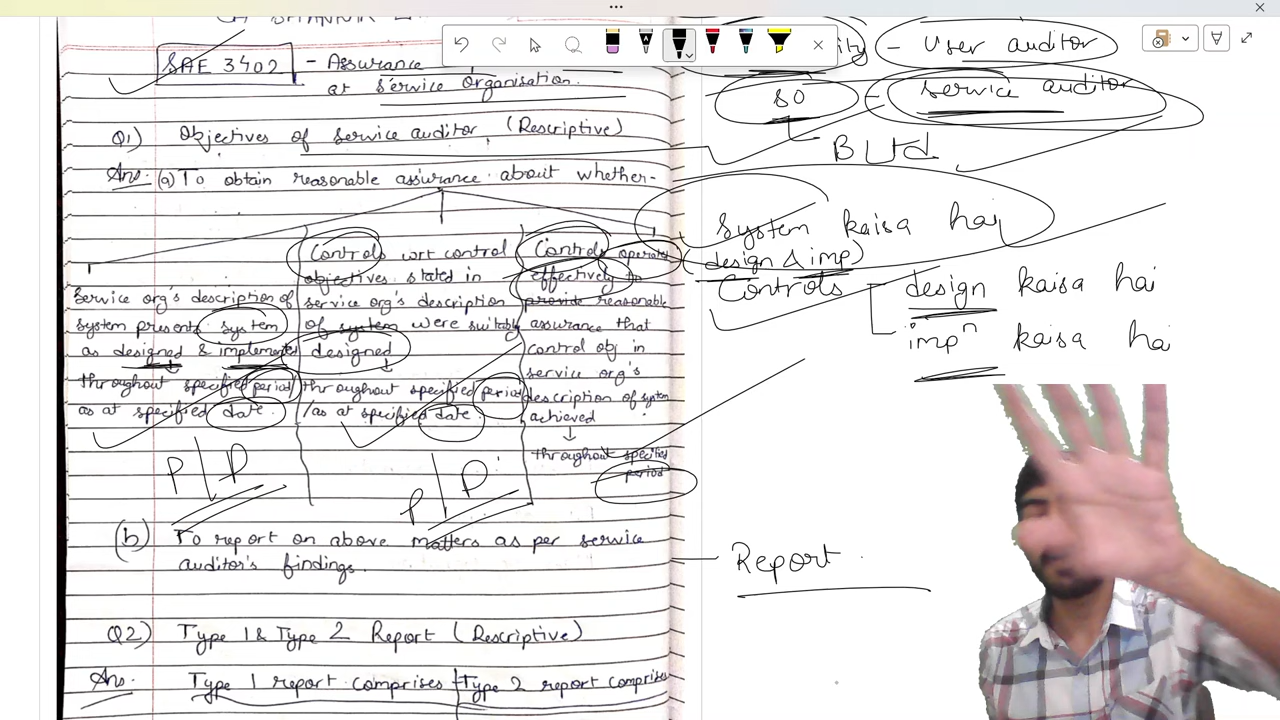 SAE 3402 - Assurance
at Service Organisation.
Q1) Objectives of service auditor. (Rescriptive)
Ans. (a) To obtain reasonable assurance about whether-
Service org's description of
system presents system
as designed & implemented
throughout specified period/
as at specified date.
Controls wrt control
objectives stated in
service org's description
of system were suitably
designed
throughout specified period
/as at specified date.
Controls operated
effectively to
provide reasonable
assurance that
control obj in
service org's
description of system
achieved
throughout specified
period
P | D
P | D
(b) To report on above matters as per service
auditor's findings.
Q2) Type 1 & Type 2 Report (Rescriptive)
Ans. Type 1 report comprises Type 2 report comprises
- User auditor
SO - service auditor
B Ltd
System kaisa hai
design & imp)
Controls design kaisa hai
impⁿ kaisa ha
Report